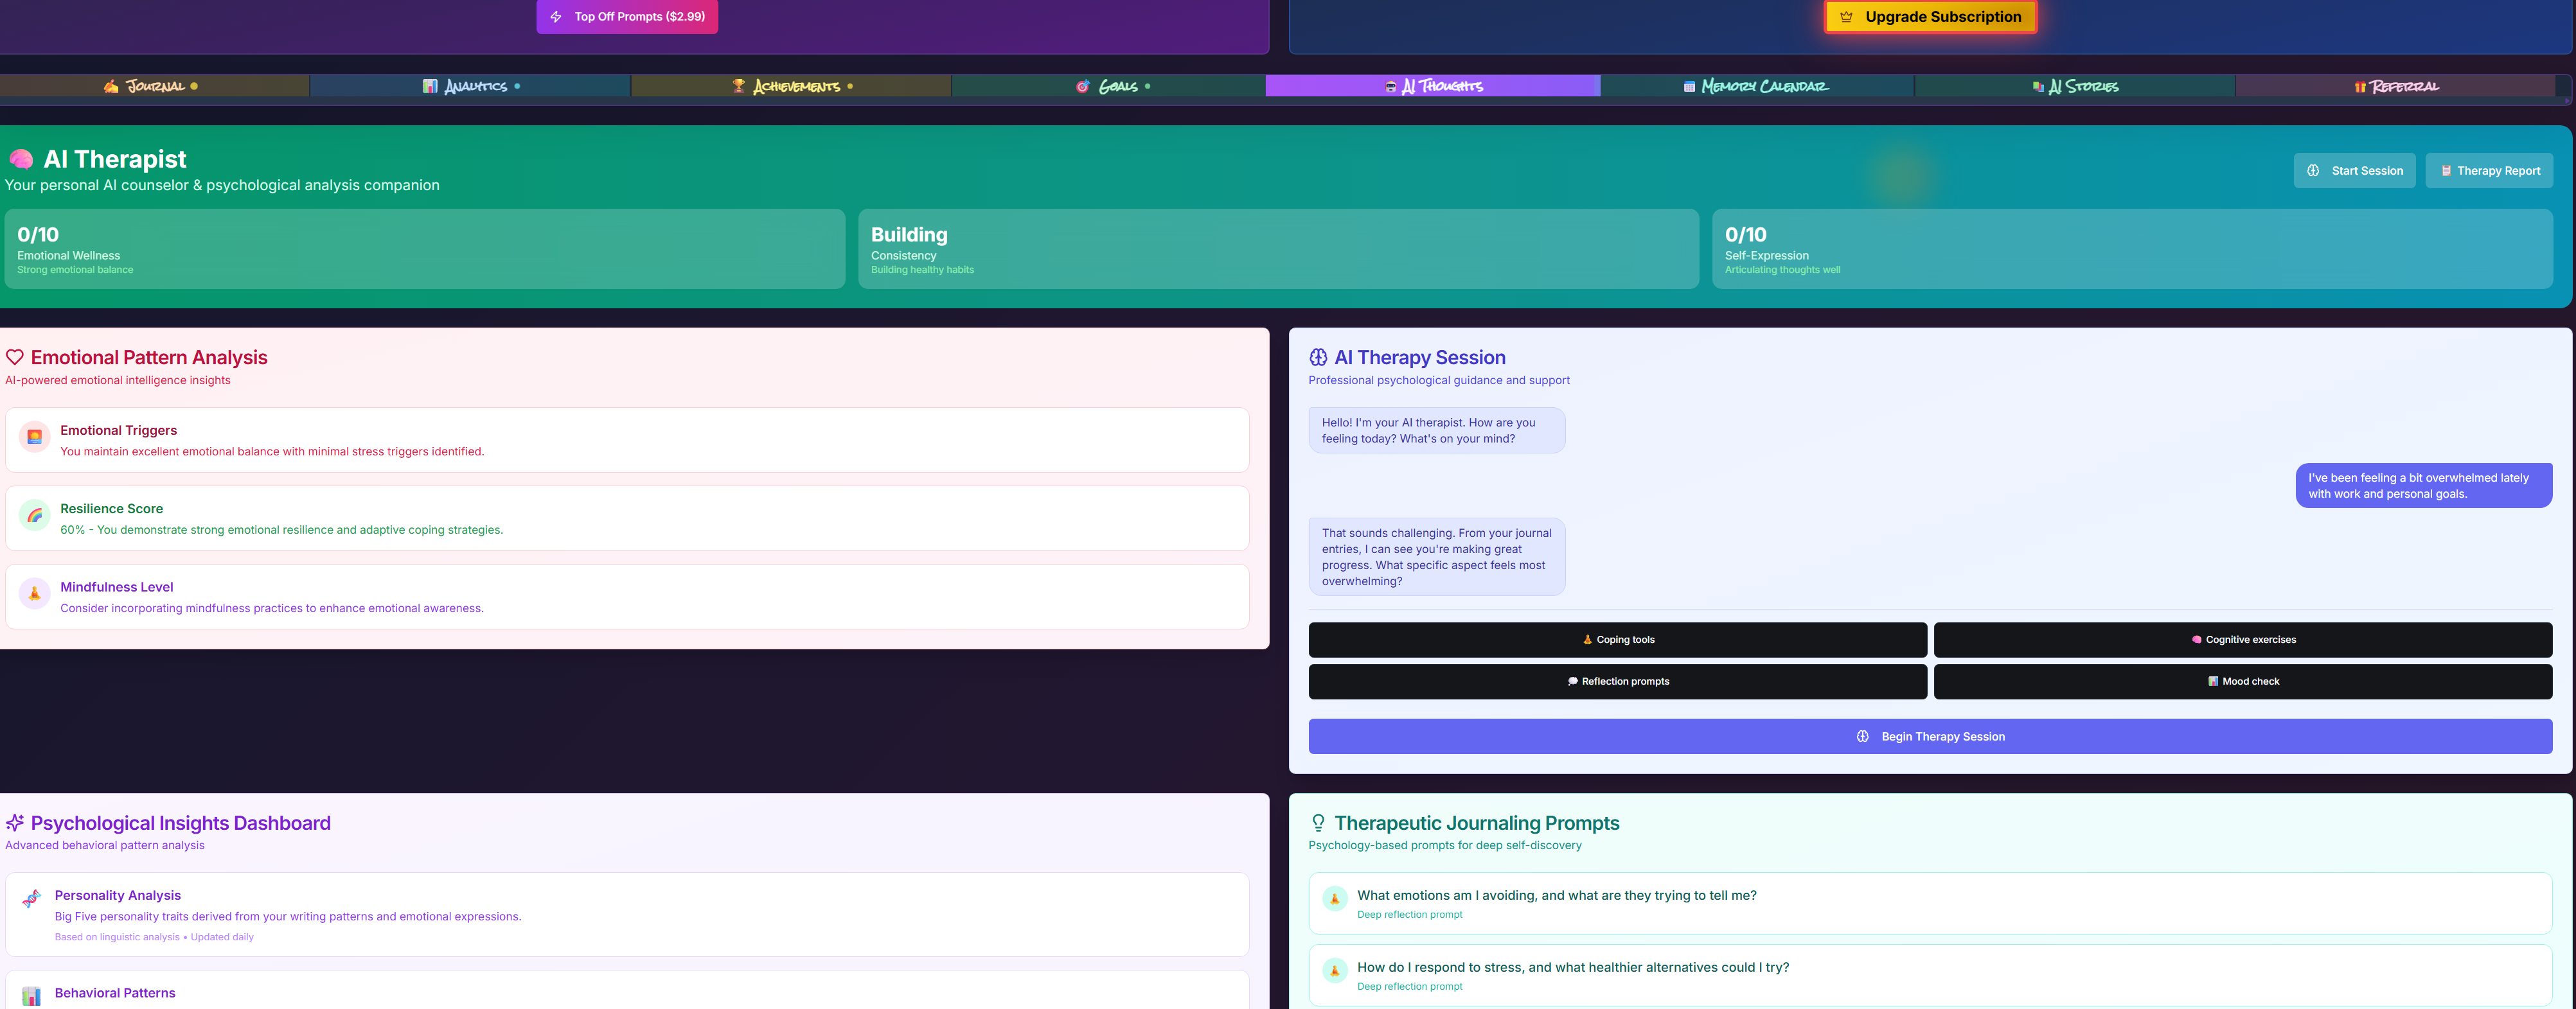 Top Off Prompts ($2.99)
Upgrade Subscription
Journal
Analytics
Achievements
Goals
AI Thoughts
Memory Calendar
AI Stories
Referral
AI Therapist
Your personal AI counselor & psychological analysis companion
Start Session
Therapy Report
0/10
Emotional Wellness
Strong emotional balance
Building
Consistency
Building healthy habits
0/10
Self-Expression
Articulating thoughts well
Emotional Pattern Analysis
AI-powered emotional intelligence insights
Emotional Triggers
You maintain excellent emotional balance with minimal stress triggers identified.
Resilience Score
60% - You demonstrate strong emotional resilience and adaptive coping strategies.
Mindfulness Level
Consider incorporating mindfulness practices to enhance emotional awareness.
AI Therapy Session
Professional psychological guidance and support
Hello! I'm your AI therapist. How are you
feeling today? What's on your mind?
I've been feeling a bit overwhelmed lately
with work and personal goals.
That sounds challenging. From your journal
entries, I can see you're making great
progress. What specific aspect feels most
overwhelming?
Coping tools
Cognitive exercises
Reflection prompts
Mood check
Begin Therapy Session
Psychological Insights Dashboard
Advanced behavioral pattern analysis
Personality Analysis
Big Five personality traits derived from your writing patterns and emotional expressions.
Based on linguistic analysis • Updated daily
Behavioral Patterns
Therapeutic Journaling Prompts
Psychology-based prompts for deep self-discovery
What emotions am I avoiding, and what are they trying to tell me?
Deep reflection prompt
How do I respond to stress, and what healthier alternatives could I try?
Deep reflection prompt